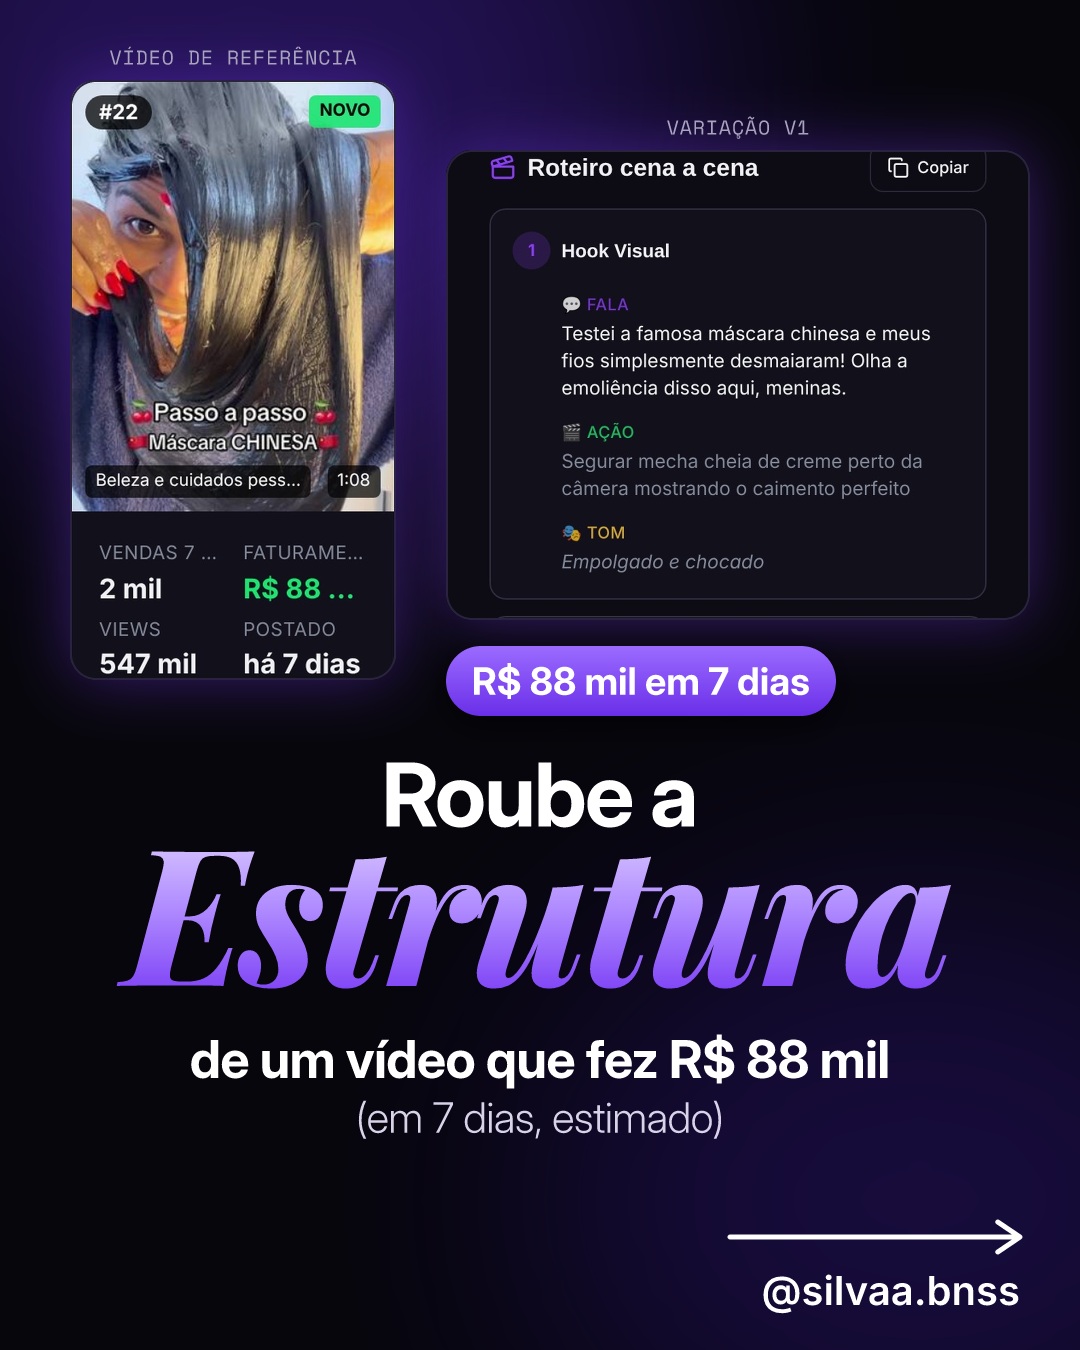 VÍDEO DE REFERÊNCIA
#22
NOVO
Passo a passo
Máscara CHINESA
Beleza e cuidados pess...
1:08
VENDAS 7 ...
FATURAME...
2 mil
R$ 88 ...
VIEWS
POSTADO
547 mil
há 7 dias
VARIAÇÃO V1
Roteiro cena a cena
Copiar
1
Hook Visual
FALA
Testei a famosa máscara chinesa e meus
fios simplesmente desmaiaram! Olha a
emoliência disso aqui, meninas.
AÇÃO
Segurar mecha cheia de creme perto da
câmera mostrando o caimento perfeito
TOM
Empolgado e chocado
R$ 88 mil em 7 dias
Roube a
Estrutura
de um vídeo que fez R$ 88 mil
(em 7 dias, estimado)
@silvaa.bnss